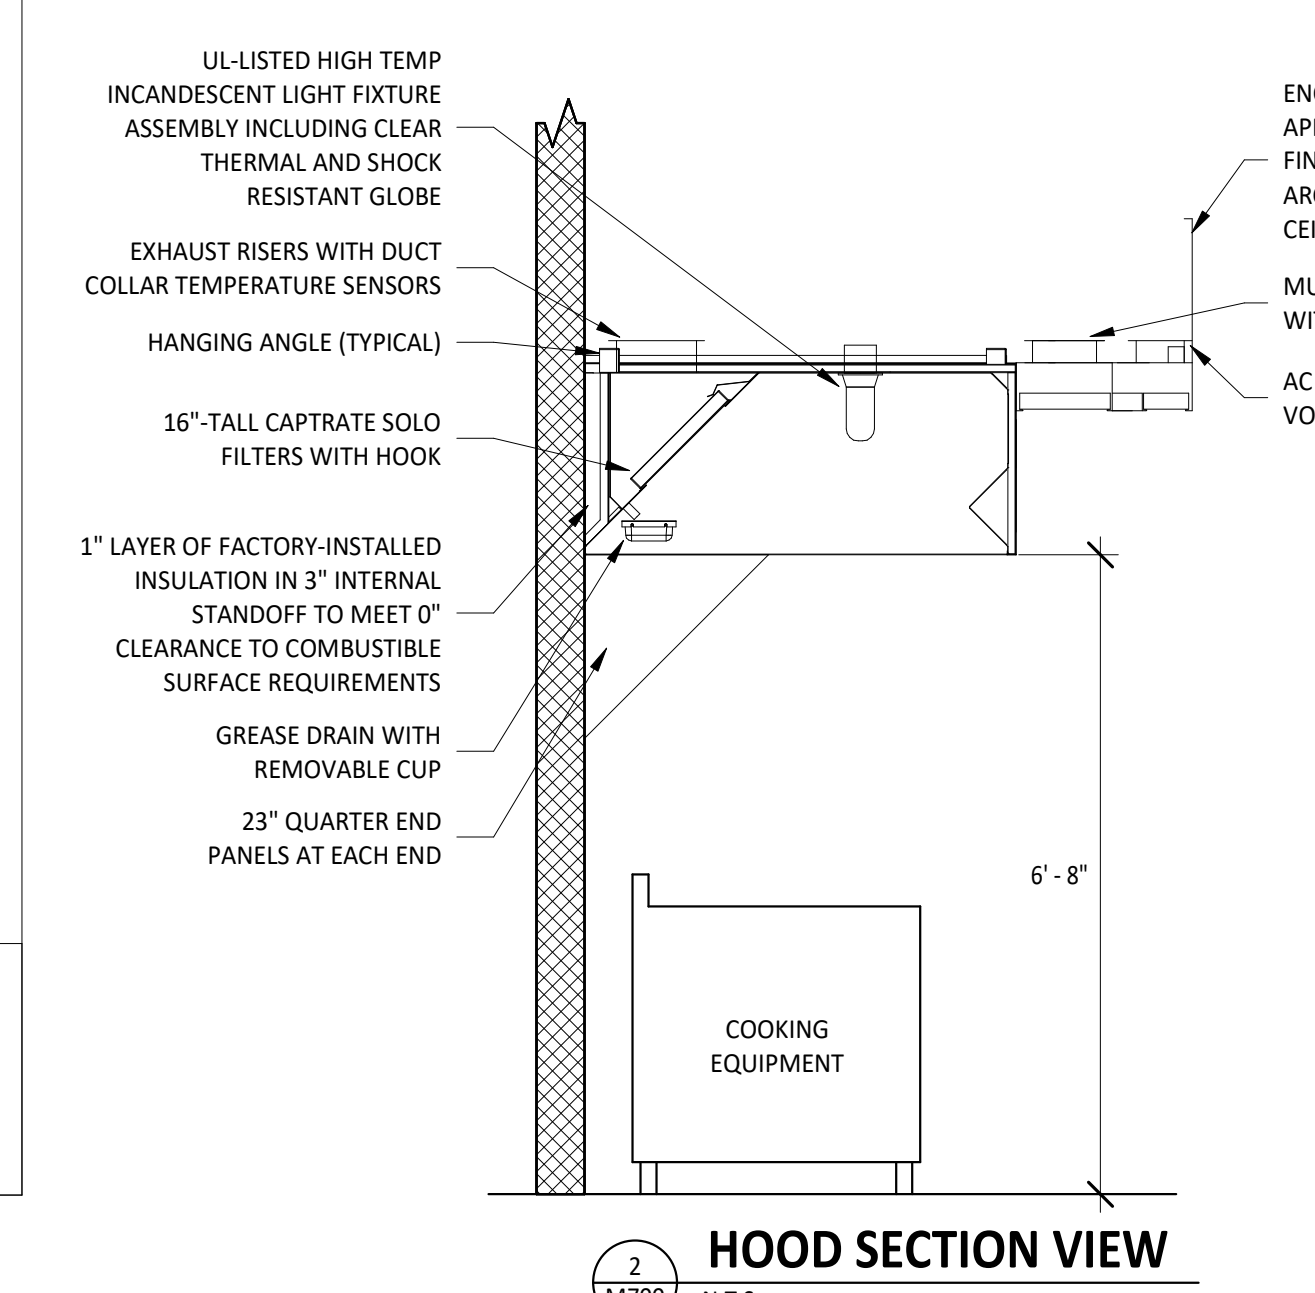 UL-LISTED HIGH TEMP
INCANDESCENT LIGHT FIXTURE
ASSEMBLY INCLUDING CLEAR
THERMAL AND SHOCK
RESISTANT GLOBE
EXHAUST RISERS WITH DUCT
COLLAR TEMPERATURE SENSORS
HANGING ANGLE (TYPICAL)
16"-TALL CAPTRATE SOLO
FILTERS WITH HOOK
1" LAYER OF FACTORY-INSTALLED
INSULATION IN 3" INTERNAL
STANDOFF TO MEET 0"
CLEARANCE TO COMBUSTIBLE
SURFACE REQUIREMENTS
GREASE DRAIN WITH
REMOVABLE CUP
23" QUARTER END
PANELS AT EACH END
AC
6' - 8"
COOKING
EQUIPMENT
2
HOOD SECTION VIEW